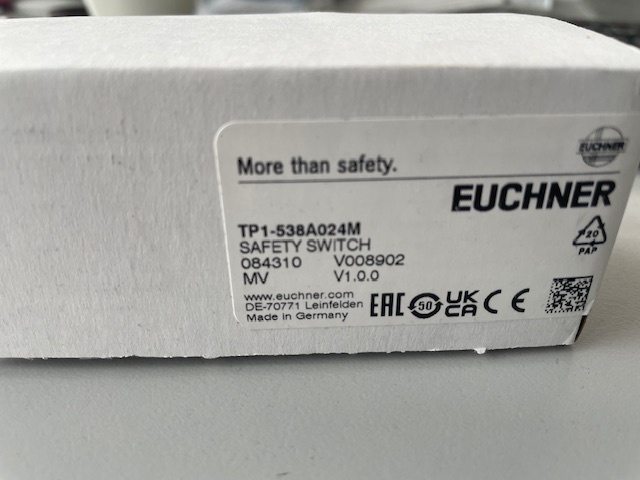 EUCHNER
More than safety.
EUCHNER
TP1-538A024M
SAFETY SWITCH
084310 V008902
MV V1.0.0
20
PAP
www.euchner.com
DE-70771 Leinfelden
Made in Germany
EAC 50 UK CA CE